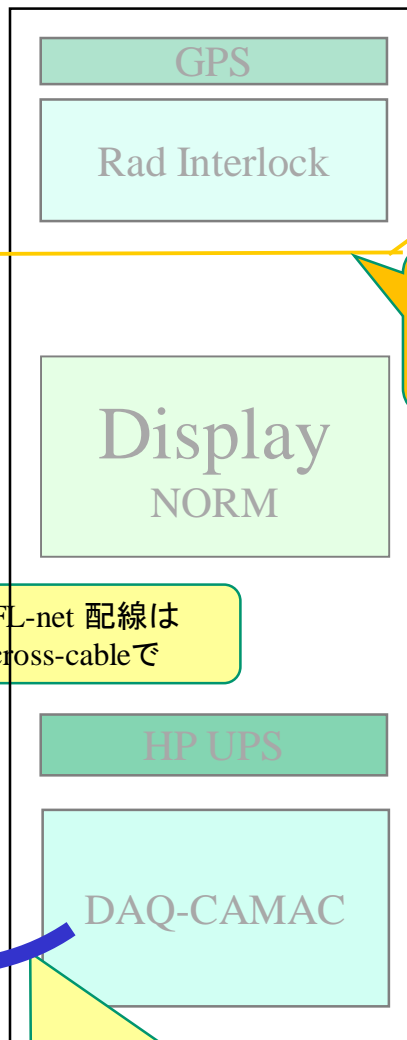 GPS
Rad Interlock
Display
NORM
FL-net 配線は
cross-cableで
HP UPS
DAQ-CAMAC